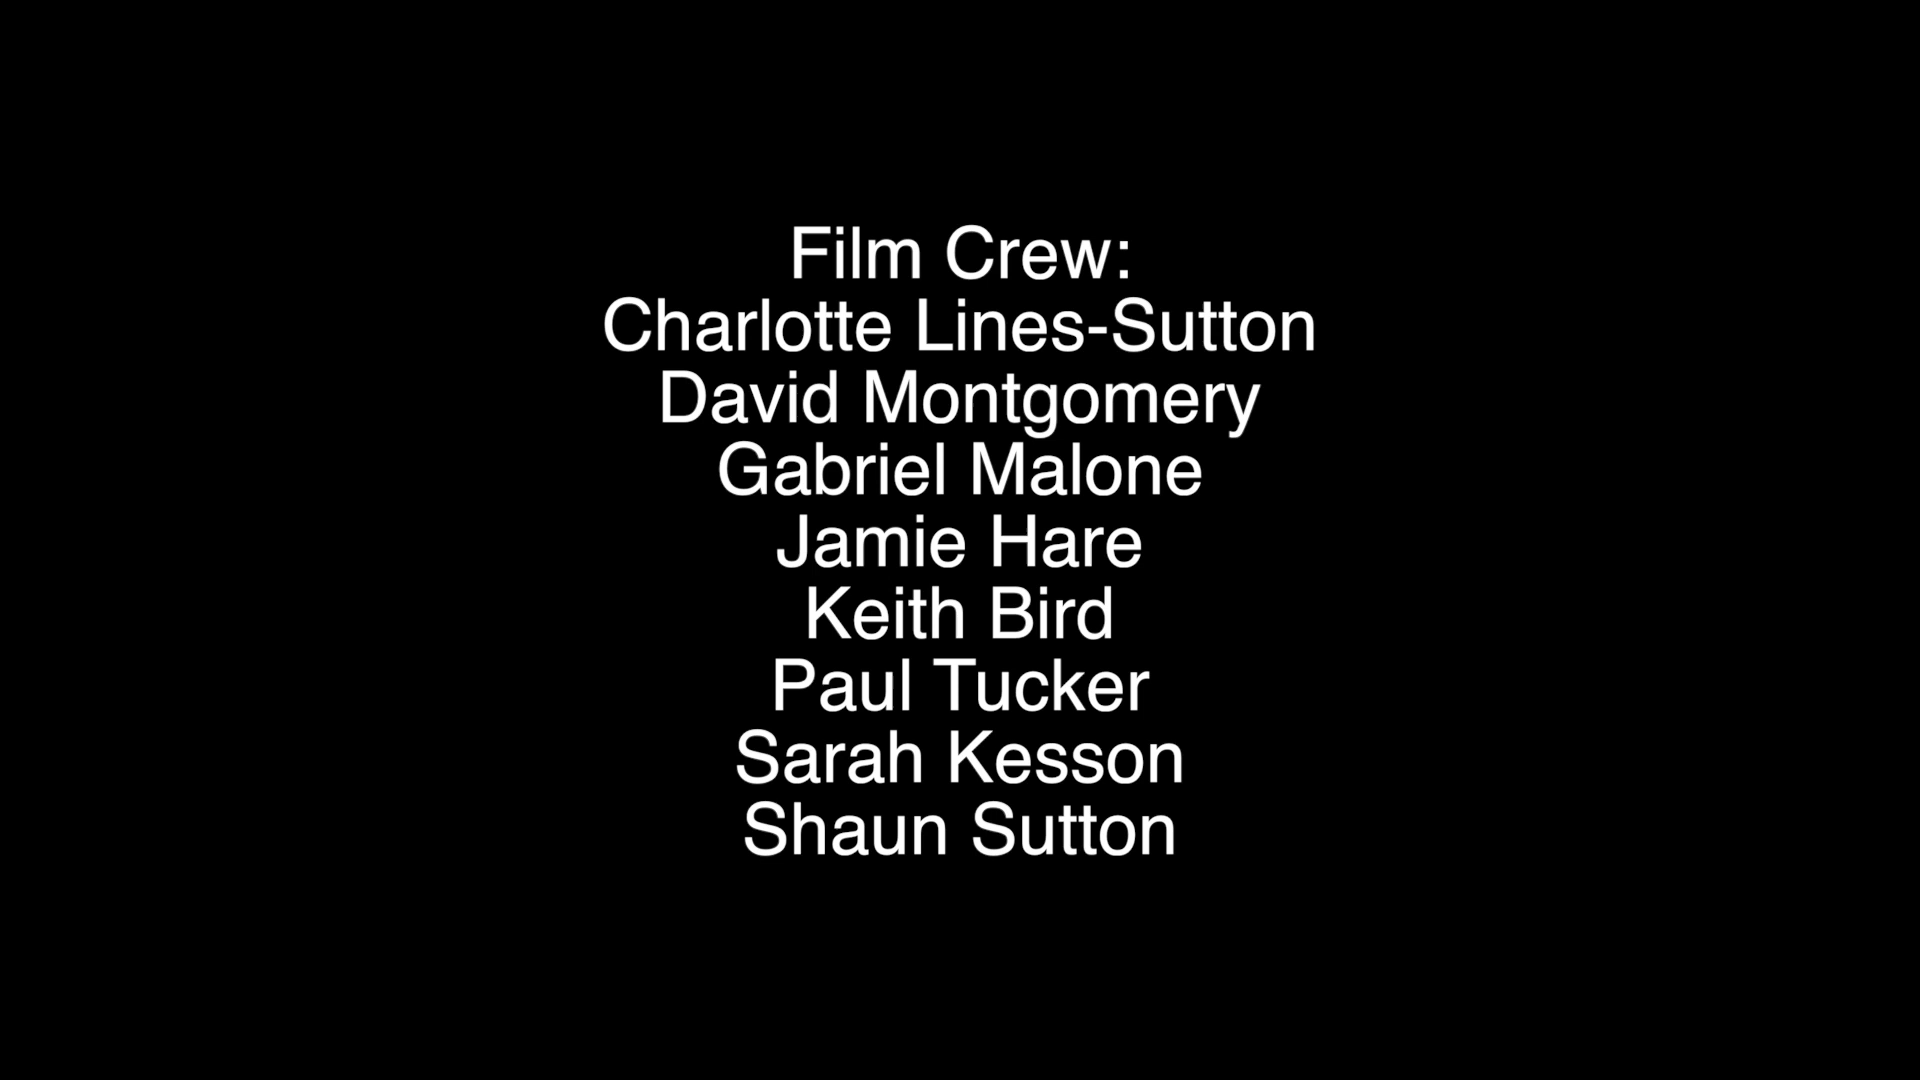 Film Crew:
Charlotte Lines-Sutton
David Montgomery
Gabriel Malone
Jamie Hare
Keith Bird
Paul Tucker
Sarah Kesson
Shaun Sutton